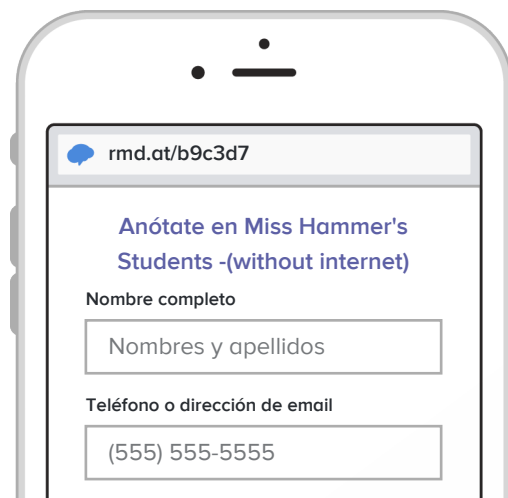 rmd.at/b9c3d7
Anótate en Miss Hammer's
Students -(without internet)
Nombre completo
Nombres y apellidos
Teléfono o dirección de email
(555) 555-5555